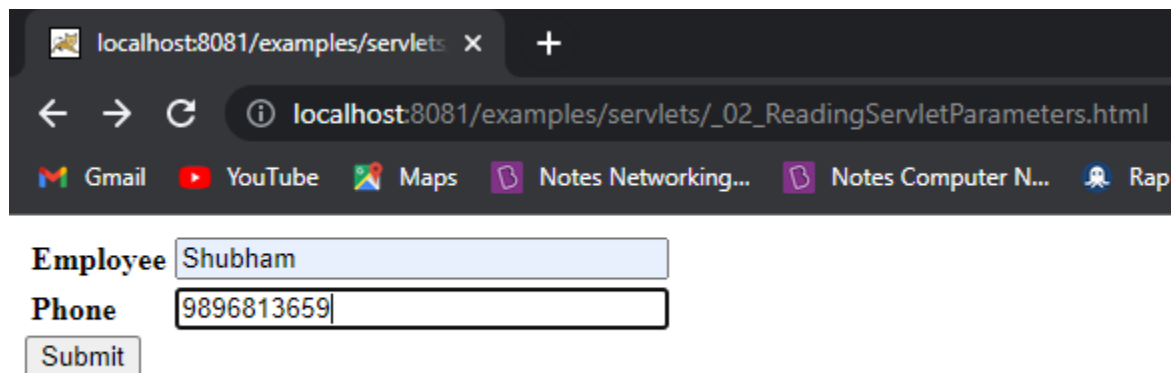 localhost:8081/examples/servlets
localhost:8081/examples/servlets/_02_ReadingServletParameters.html
Gmail YouTube Maps Notes Networking... Notes Computer N... Rap
Employee Shubham
Phone 9896813659
Submit